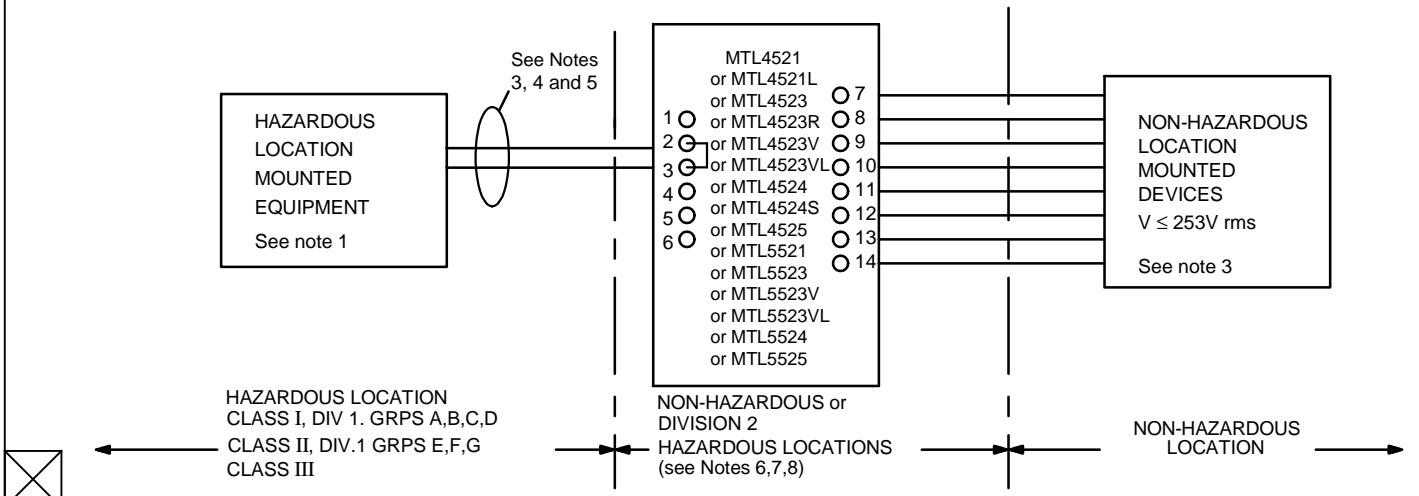 See Notes
3, 4 and 5
HAZARDOUS
LOCATION
MOUNTED
EQUIPMENT
See note 1
1
2
3
4
5
6
MTL4521
or MTL4521L
or MTL4523
or MTL4523R
or MTL4523V
or MTL4523VL
or MTL4524
or MTL4524S
or MTL4525
or MTL5521
or MTL5523
or MTL5523V
or MTL5523VL
or MTL5524
or MTL5525
7
8
9
10
11
12
13
14
NON-HAZARDOUS
LOCATION
MOUNTED
DEVICES
V ≤ 253V rms
See note 3
HAZARDOUS LOCATION
CLASS I, DIV 1. GRPS A,B,C,D
CLASS II, DIV.1 GRPS E,F,G
CLASS III
NON-HAZARDOUS or
DIVISION 2
HAZARDOUS LOCATIONS
(see Notes 6,7,8)
NON-HAZARDOUS
LOCATION